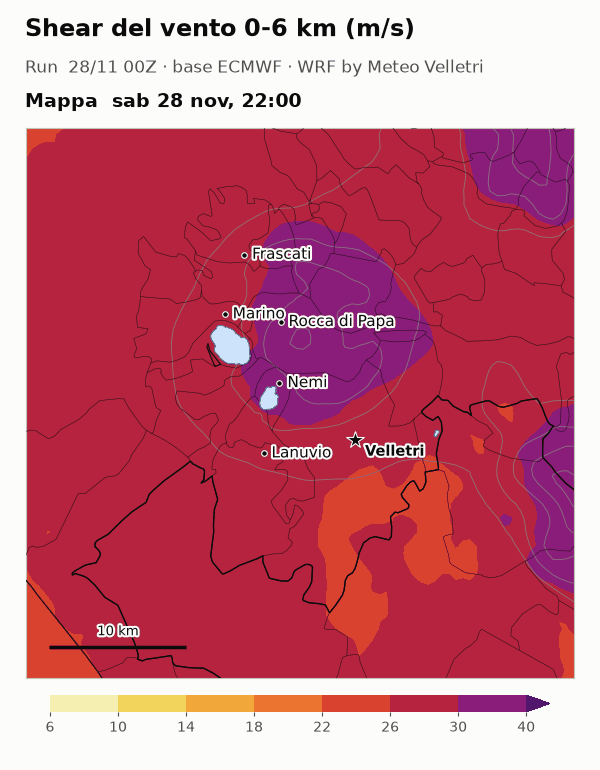 Shear del vento 0-6 km (m/s)
Run 28/11 00Z · base ECMWF · WRF by Meteo Velletri
Mappa sab 28 nov, 22:00
Frascati
Marino
Rocca di Papa
Nemi
Velletri
Lanuvio
10 km
6 10 14 18 22 26 30 40